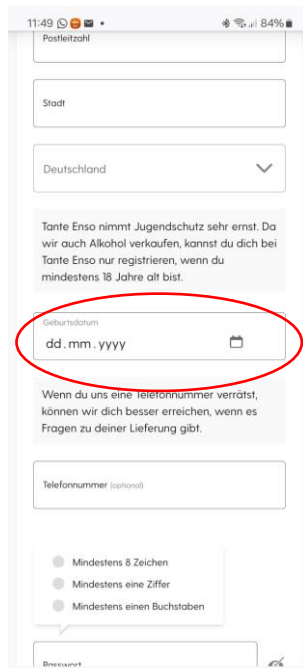 11:49 84%
Postleitzahl
Stadt
Deutschland
Tante Enso nimmt Jugendschutz sehr ernst. Da
wir auch Alkohol verkaufen, kannst du dich bei
Tante Enso nur registrieren, wenn du
mindestens 18 Jahre alt bist.
Geburtsdatum
dd.mm.yyyy
Wenn du uns eine Telefonnummer verrätst,
können wir dich besser erreichen, wenn es
Fragen zu deiner Lieferung gibt.
Telefonnummer (optional)
Mindestens 8 Zeichen
Mindestens eine Ziffer
Mindestens einen Buchstaben
Passwort